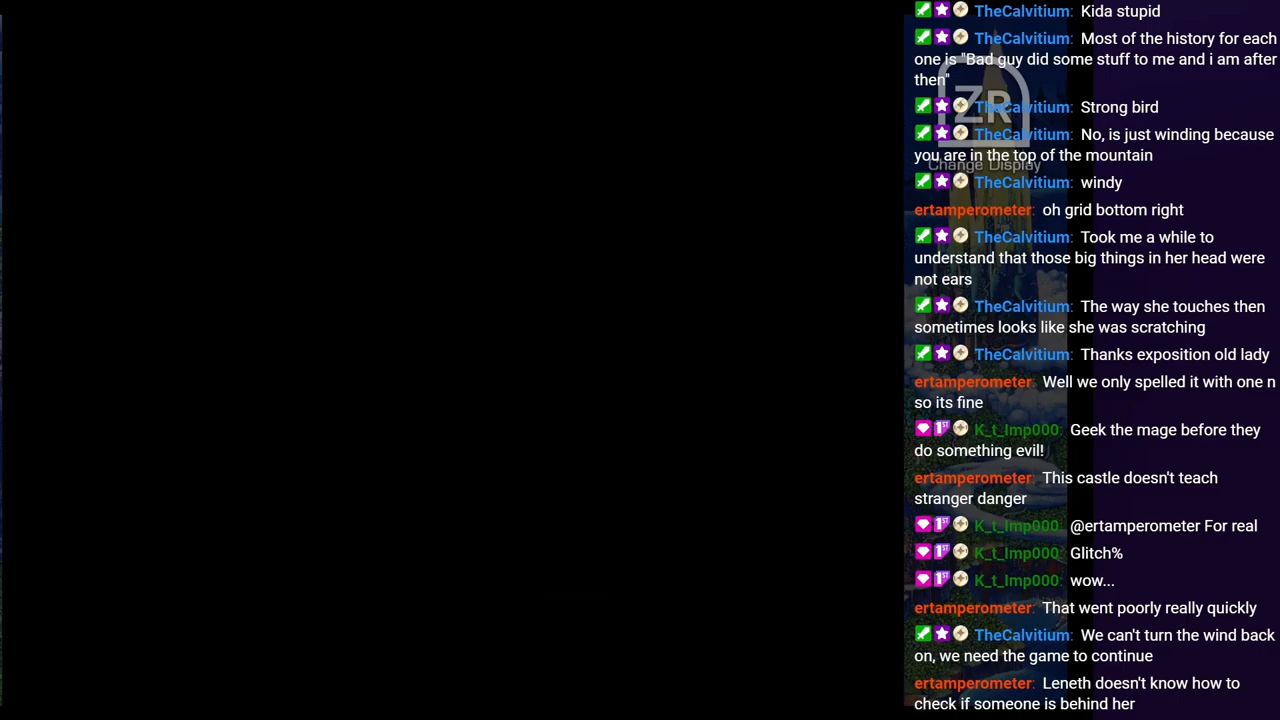 TheCalvitium: Kida stupid
TheCalvitium: Most of the history for each
one is "Bad guy did some stuff to me and i am after
then"
ZR
TheCalvitium: Strong bird
TheCalvitium: No, is just winding because
you are in the top of the mountain
Change Display
TheCalvitium: windy
ertamperometer: oh grid bottom right
TheCalvitium: Took me a while to
understand that those big things in her head were
not ears
TheCalvitium: The way she touches then
sometimes looks like she was scratching
TheCalvitium: Thanks exposition old lady
ertamperometer: Well we only spelled it with one n
so its fine
K_t_Imp000: Geek the mage before they
do something evil!
ertamperometer: This castle doesn't teach
stranger danger
K_t_Imp000: @ertamperometer For real
K_t_Imp000: Glitch%
K_t_Imp000: wow...
ertamperometer: That went poorly really quickly
TheCalvitium: We can't turn the wind back
on, we need the game to continue
ertamperometer: Leneth doesn't know how to
check if someone is behind her